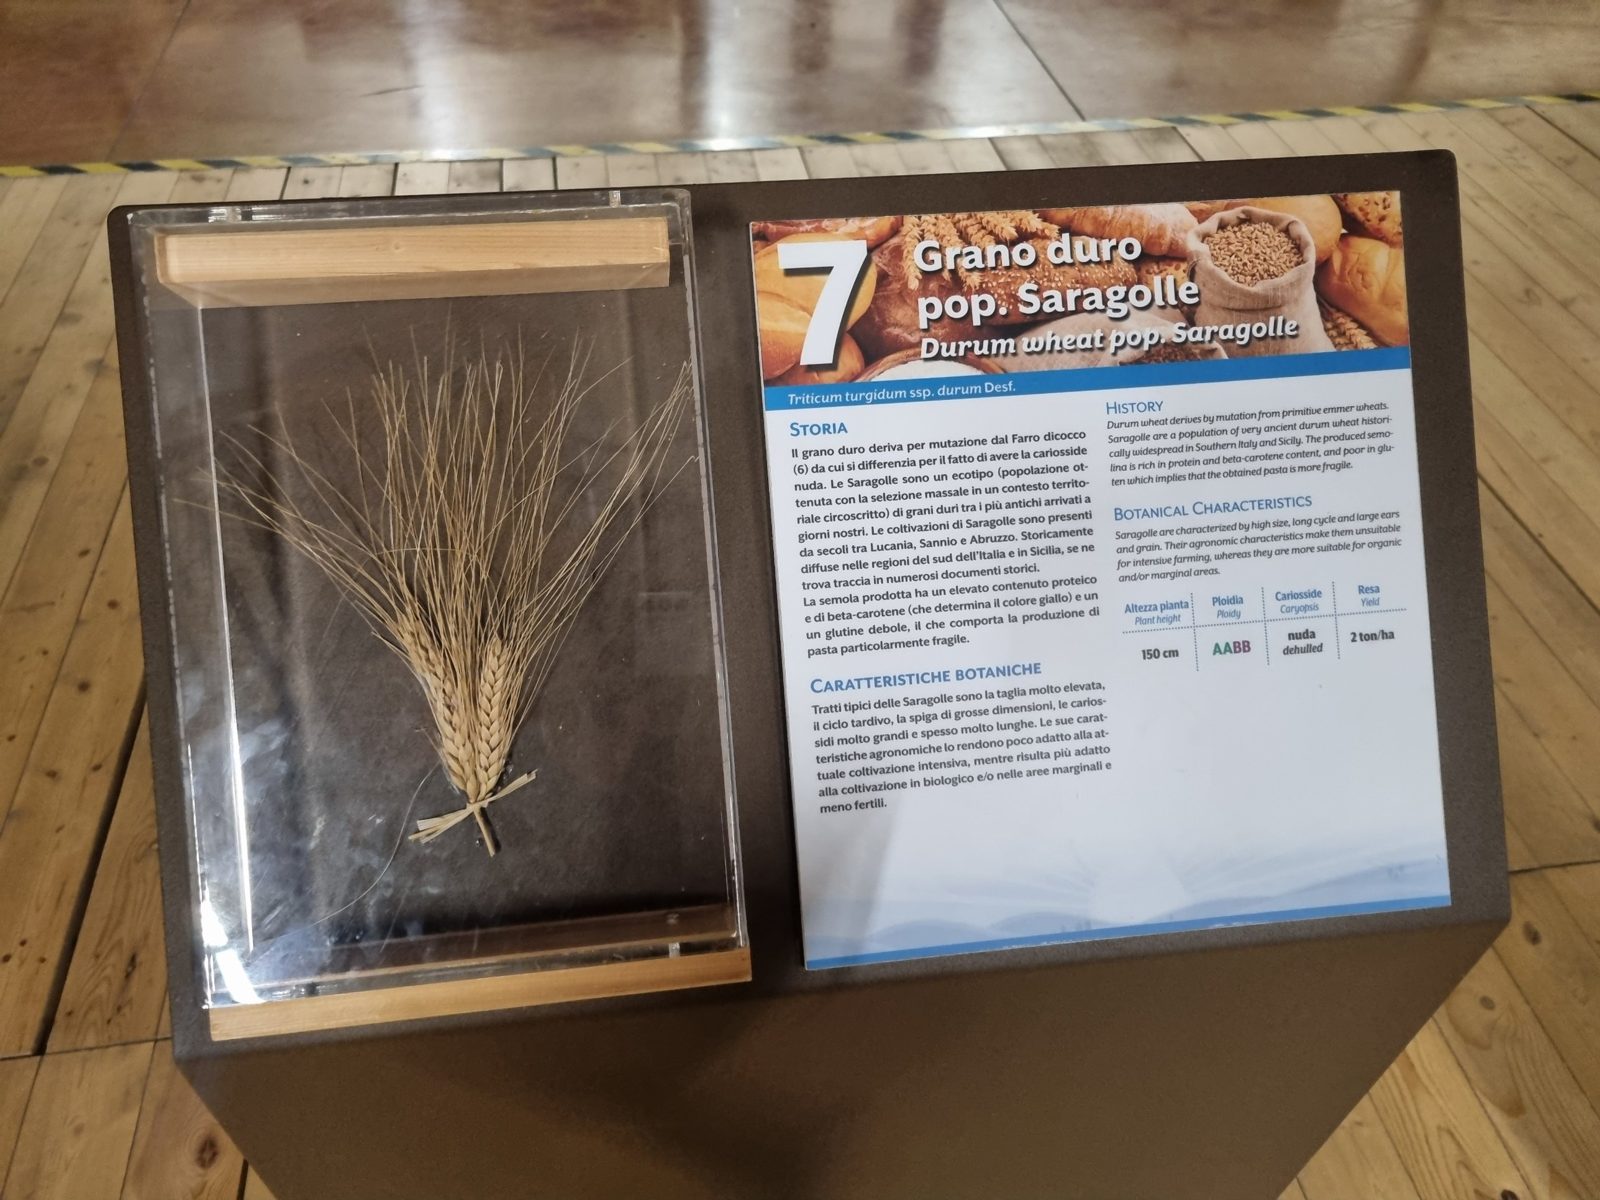 7
Grano duro
pop. Saragolle
Durum wheat pop. Saragolle
Triticum turgidum ssp. durum Desf.
STORIA
Il grano duro deriva per mutazione dal Farro dicocco
(6) da cui si differenzia per il fatto di avere la cariosside
nuda. Le Saragolle sono un ecotipo (popolazione ot-
tenuta con la selezione massale in un contesto territo-
riale circoscritto) di grani duri tra i più antichi arrivati a
giorni nostri. Le coltivazioni di Saragolle sono presenti
da secoli tra Lucania, Sannio e Abruzzo. Storicamente
diffuse nelle regioni del sud dell'Italia e in Sicilia, se ne
trova traccia in numerosi documenti storici.
La semola prodotta ha un elevato contenuto proteico
e di beta-carotene (che determina il colore giallo) e un
un glutine debole, il che comporta la produzione di
pasta particolarmente fragile.
CARATTERISTICHE BOTANICHE
Tratti tipici delle Saragolle sono la taglia molto elevata,
il ciclo tardivo, la spiga di grosse dimensioni, le carios-
sidi molto grandi e spesso molto lunghe. Le sue carat-
teristiche agronomiche lo rendono poco adatto alla at-
tuale coltivazione intensiva, mentre risulta più adatto
alla coltivazione in biologico e/o nelle aree marginali e
meno fertili.
HISTORY
Durum wheat derives by mutation from primitive emmer wheats.
Saragolle are a population of very ancient durum wheat histori-
cally widespread in Southern Italy and Sicily. The produced semo-
lina is rich in protein and beta-carotene content, and poor in glu-
ten which implies that the obtained pasta is more fragile.
BOTANICAL CHARACTERISTICS
Saragolle are characterized by high size, long cycle and large ears
and grain. Their agronomic characteristics make them unsuitable
for intensive farming, whereas they are more suitable for organic
and/or marginal areas.
Altezza pianta Ploidia Cariosside Resa
Plant height Ploidy Caryopsis Yield
150 cm AABB nuda 2 ton/ha
dehulled